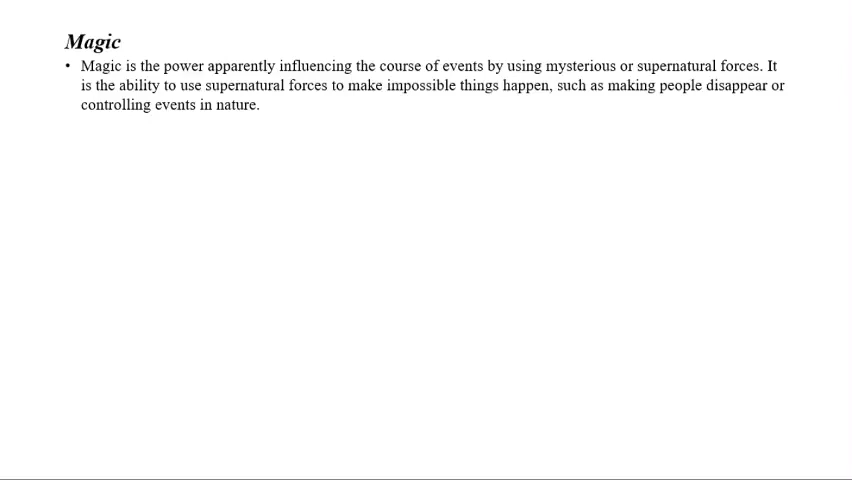 Magic
• Magic is the power apparently influencing the course of events by using mysterious or supernatural forces. It
is the ability to use supernatural forces to make impossible things happen, such as making people disappear or
controlling events in nature.